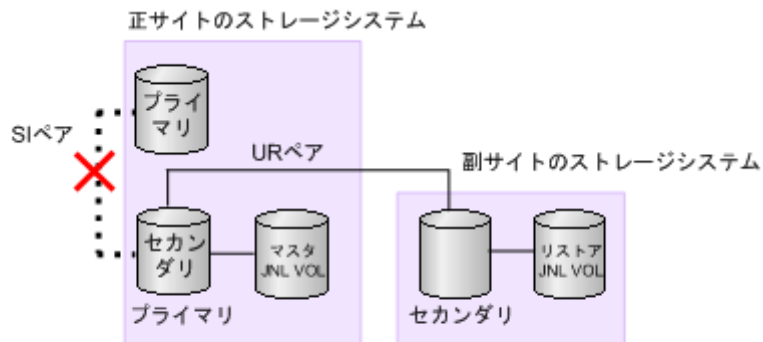 正サイトのストレージシステム
プライ
マリ
SIペア
URペア
副サイトのストレージシステム
セカン
ダリ
マスタ
JNL VOL
リストア
JNL VOL
プライマリ
セカンダリ